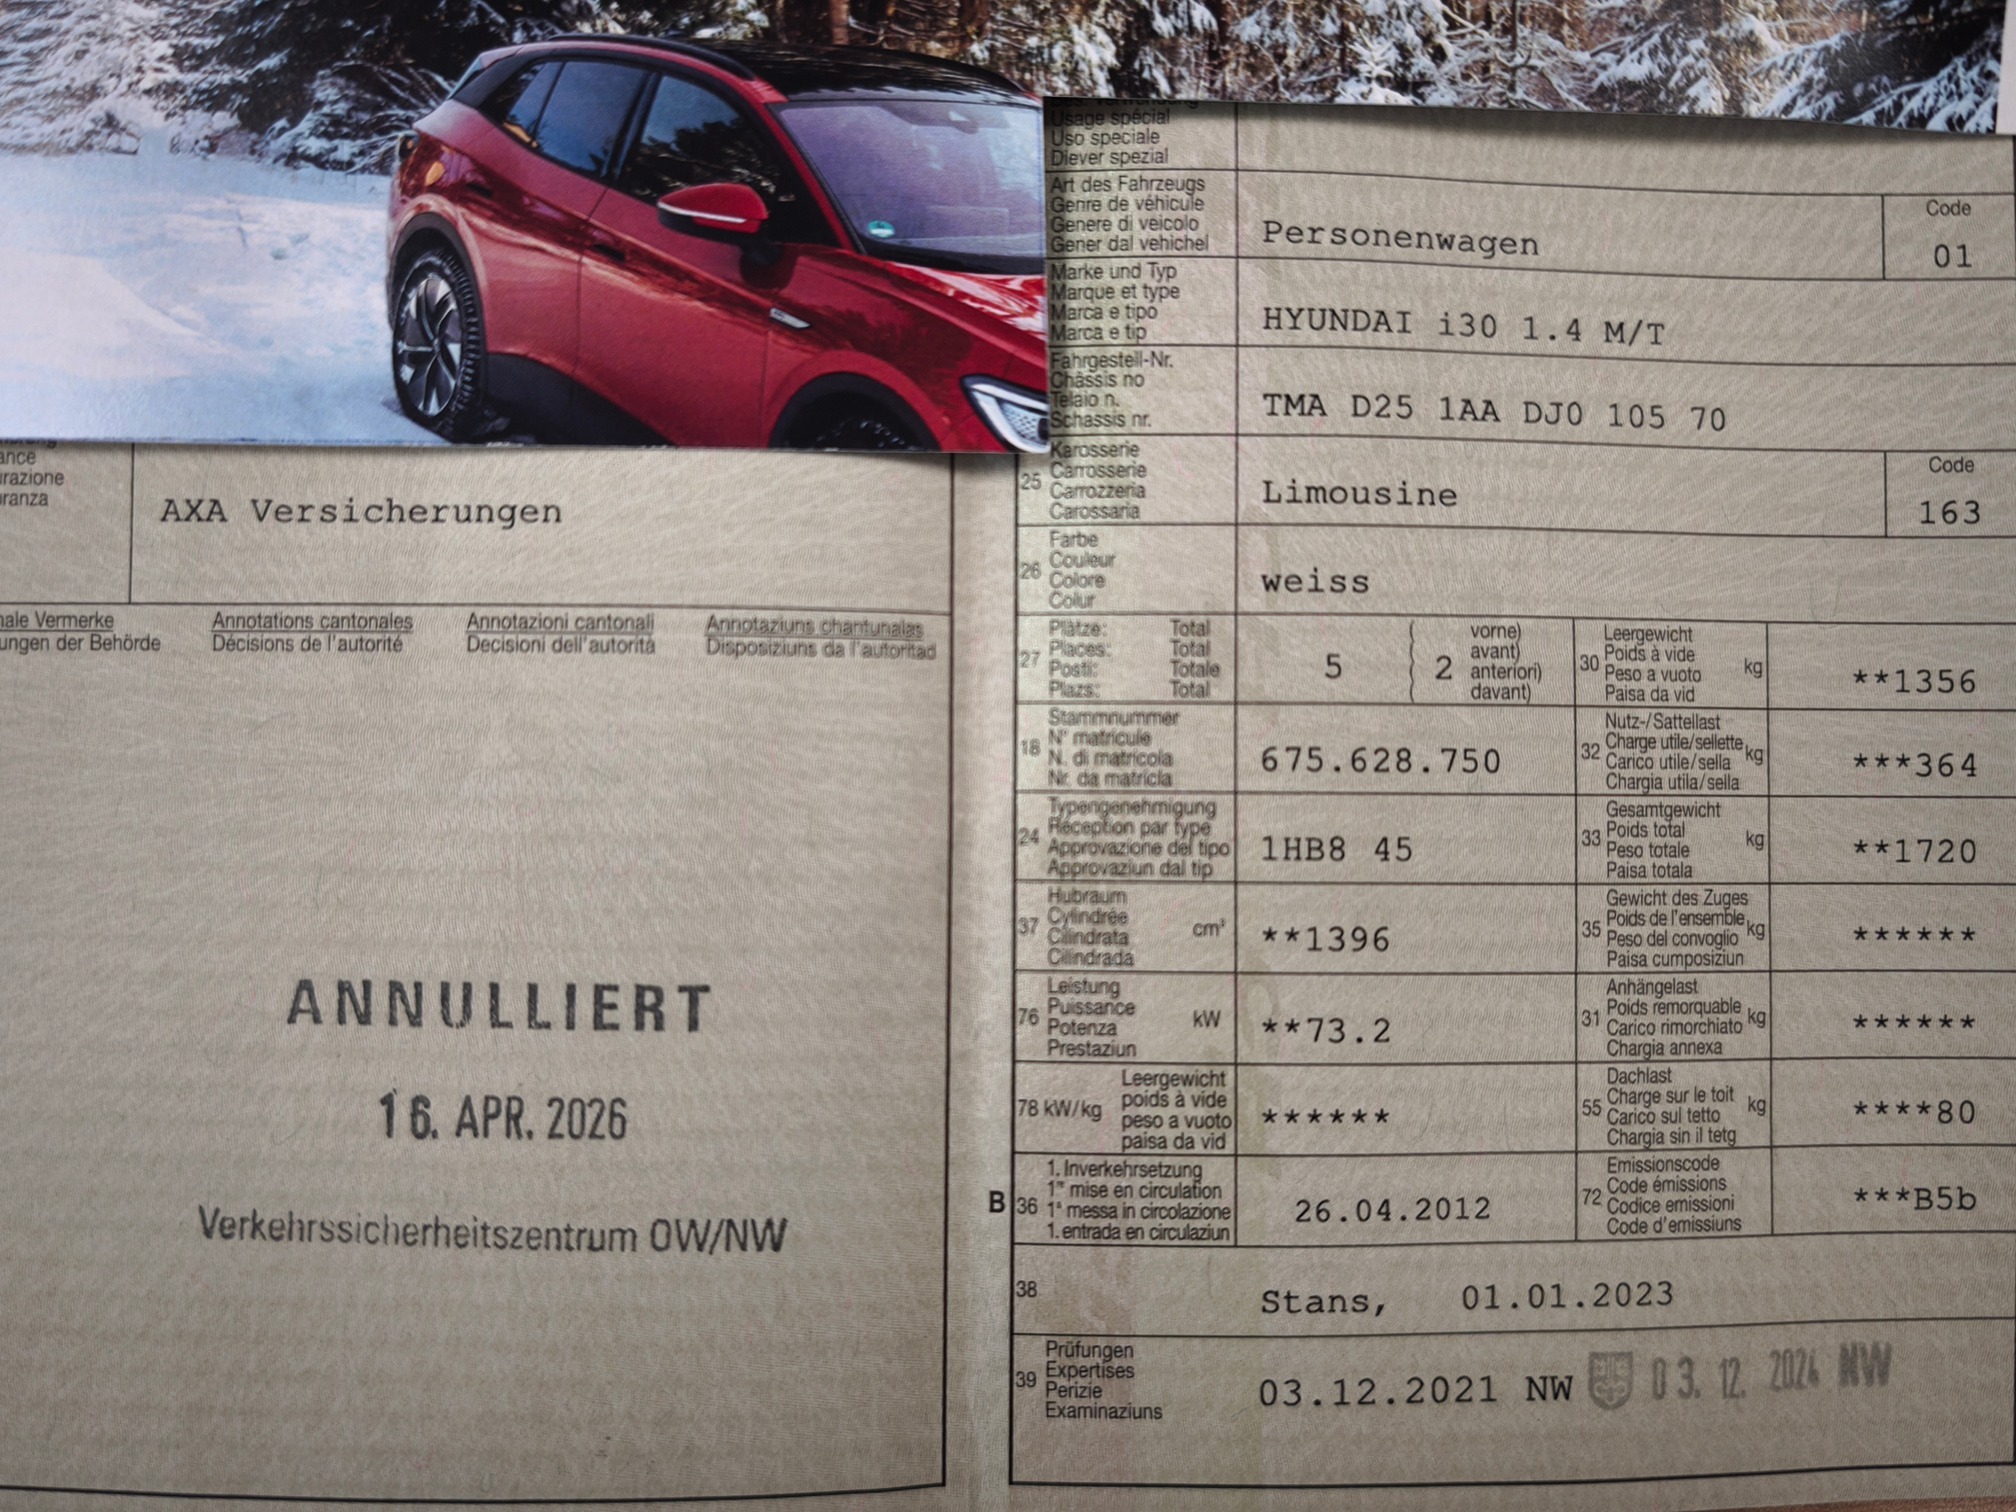 ance
urazione
uranza
AXA Versicherungen
nale Vermerke
ungen der Behörde
Annotations cantonales
Décisions de l'autorité
Annotazioni cantonali
Decisioni dell'autorità
Annotaziuns chantunalas
Disposiziuns da l'autoritad
ANNULLIERT
16. APR. 2026
Verkehrssicherheitszentrum OW/NW
Usage spécial
Uso speciale
Diever spezial
Art des Fahrzeugs
Genre de véhicule
Genere di veicolo
Gener dal vehichel
Personenwagen
Code
01
Marke und Typ
Marque et type
Marca e tipo
Marca e tip
HYUNDAI i30 1.4 M/T
Fahrgestell-Nr.
Châssis no
Telaio n.
Schassis nr.
TMA D25 1AA DJ0 105 70
25
Karosserie
Carrosserie
Carrozzeria
Carossaria
Limousine
Code
163
26
Farbe
Couleur
Colore
Colur
weiss
27
Plätze: Total
Places: Total
Posti: Totale
Plazs: Total
5
2
vorne)
avant)
anteriori)
davant)
30
Leergewicht
Poids à vide
Peso a vuoto
Paisa da vid
kg
**1356
18
Stammnummer
N° matricule
N. di matricola
Nr. da matricla
675.628.750
32
Nutz-/Sattellast
Charge utile/sellette
Carico utile/sella
Chargia utila/sella
kg
***364
24
Typengenehmigung
Réception par type
Approvazione del tipo
Approvaziun dal tip
1HB8 45
33
Gesamtgewicht
Poids total
Peso totale
Paisa totala
kg
**1720
37
Hubraum
Cylindrée
Cilindrata
Cilindrada
cm³
**1396
35
Gewicht des Zuges
Poids de l'ensemble
Peso del convoglio
Paisa cumposiziun
kg
******
76
Leistung
Puissance
Potenza
Prestaziun
kW
**73.2
31
Anhängelast
Poids remorquable
Carico rimorchiato
Chargia annexa
kg
******
78 kW/kg
Leergewicht
poids à vide
peso a vuoto
paisa da vid
******
55
Dachlast
Charge sur le toit
Carico sul tetto
Chargia sin il tetg
kg
****80
B
36
1. Inverkehrsetzung
1re mise en circulation
1a messa in circolazione
1. entrada en circulaziun
26.04.2012
72
Emissionscode
Code émissions
Codice emissioni
Code d'emissiuns
***B5b
38
Stans, 01.01.2023
39
Prüfungen
Expertises
Perizie
Examinaziuns
03.12.2021 NW
03. 12. 2024 NW